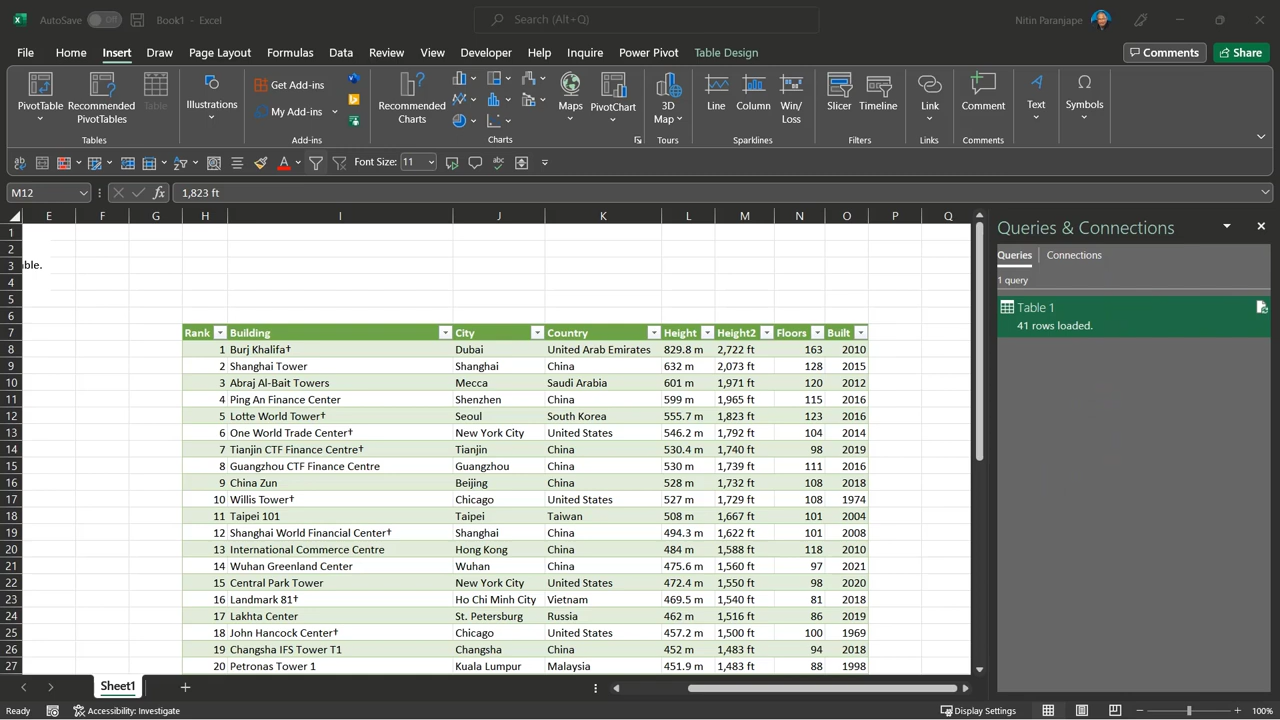 AutoSave Off Book1 - Excel Search (Alt+Q) Nitin Paranjape
File Home Insert Draw Page Layout Formulas Data Review View Developer Help Inquire Power Pivot Table Design Comments Share
PivotTable Recommended PivotTables Table Illustrations Get Add-ins My Add-ins Recommended Charts Maps PivotChart 3D Map Line Column Win/Loss Slicer Timeline Link Comment Text Symbols
Tables Add-ins Charts Tours Sparklines Filters Links Comments
Font Size: 11
M12 fx 1,823 ft
E F G H I J K L M N O P Q
1
2
3 ble.
4
5
6
7 Rank Building City Country Height Height2 Floors Built
8 1 Burj Khalifa† Dubai United Arab Emirates 829.8 m 2,722 ft 163 2010
9 2 Shanghai Tower Shanghai China 632 m 2,073 ft 128 2015
10 3 Abraj Al-Bait Towers Mecca Saudi Arabia 601 m 1,971 ft 120 2012
11 4 Ping An Finance Center Shenzhen China 599 m 1,965 ft 115 2016
12 5 Lotte World Tower† Seoul South Korea 555.7 m 1,823 ft 123 2016
13 6 One World Trade Center† New York City United States 546.2 m 1,792 ft 104 2014
14 7 Tianjin CTF Finance Centre† Tianjin China 530.4 m 1,740 ft 98 2019
15 8 Guangzhou CTF Finance Centre Guangzhou China 530 m 1,739 ft 111 2016
16 9 China Zun Beijing China 528 m 1,732 ft 108 2018
17 10 Willis Tower† Chicago United States 527 m 1,729 ft 108 1974
18 11 Taipei 101 Taipei Taiwan 508 m 1,667 ft 101 2004
19 12 Shanghai World Financial Center† Shanghai China 494.3 m 1,622 ft 101 2008
20 13 International Commerce Centre Hong Kong China 484 m 1,588 ft 118 2010
21 14 Wuhan Greenland Center Wuhan China 475.6 m 1,560 ft 97 2021
22 15 Central Park Tower New York City United States 472.4 m 1,550 ft 98 2020
23 16 Landmark 81† Ho Chi Minh City Vietnam 469.5 m 1,540 ft 81 2018
24 17 Lakhta Center St. Petersburg Russia 462 m 1,516 ft 86 2019
25 18 John Hancock Center† Chicago United States 457.2 m 1,500 ft 100 1969
26 19 Changsha IFS Tower T1 Changsha China 452 m 1,483 ft 94 2018
27 20 Petronas Tower 1 Kuala Lumpur Malaysia 451.9 m 1,483 ft 88 1998
Queries & Connections
Queries Connections
1 query
Table 1
41 rows loaded.
Sheet1
Ready Accessibility: Investigate Display Settings 100%